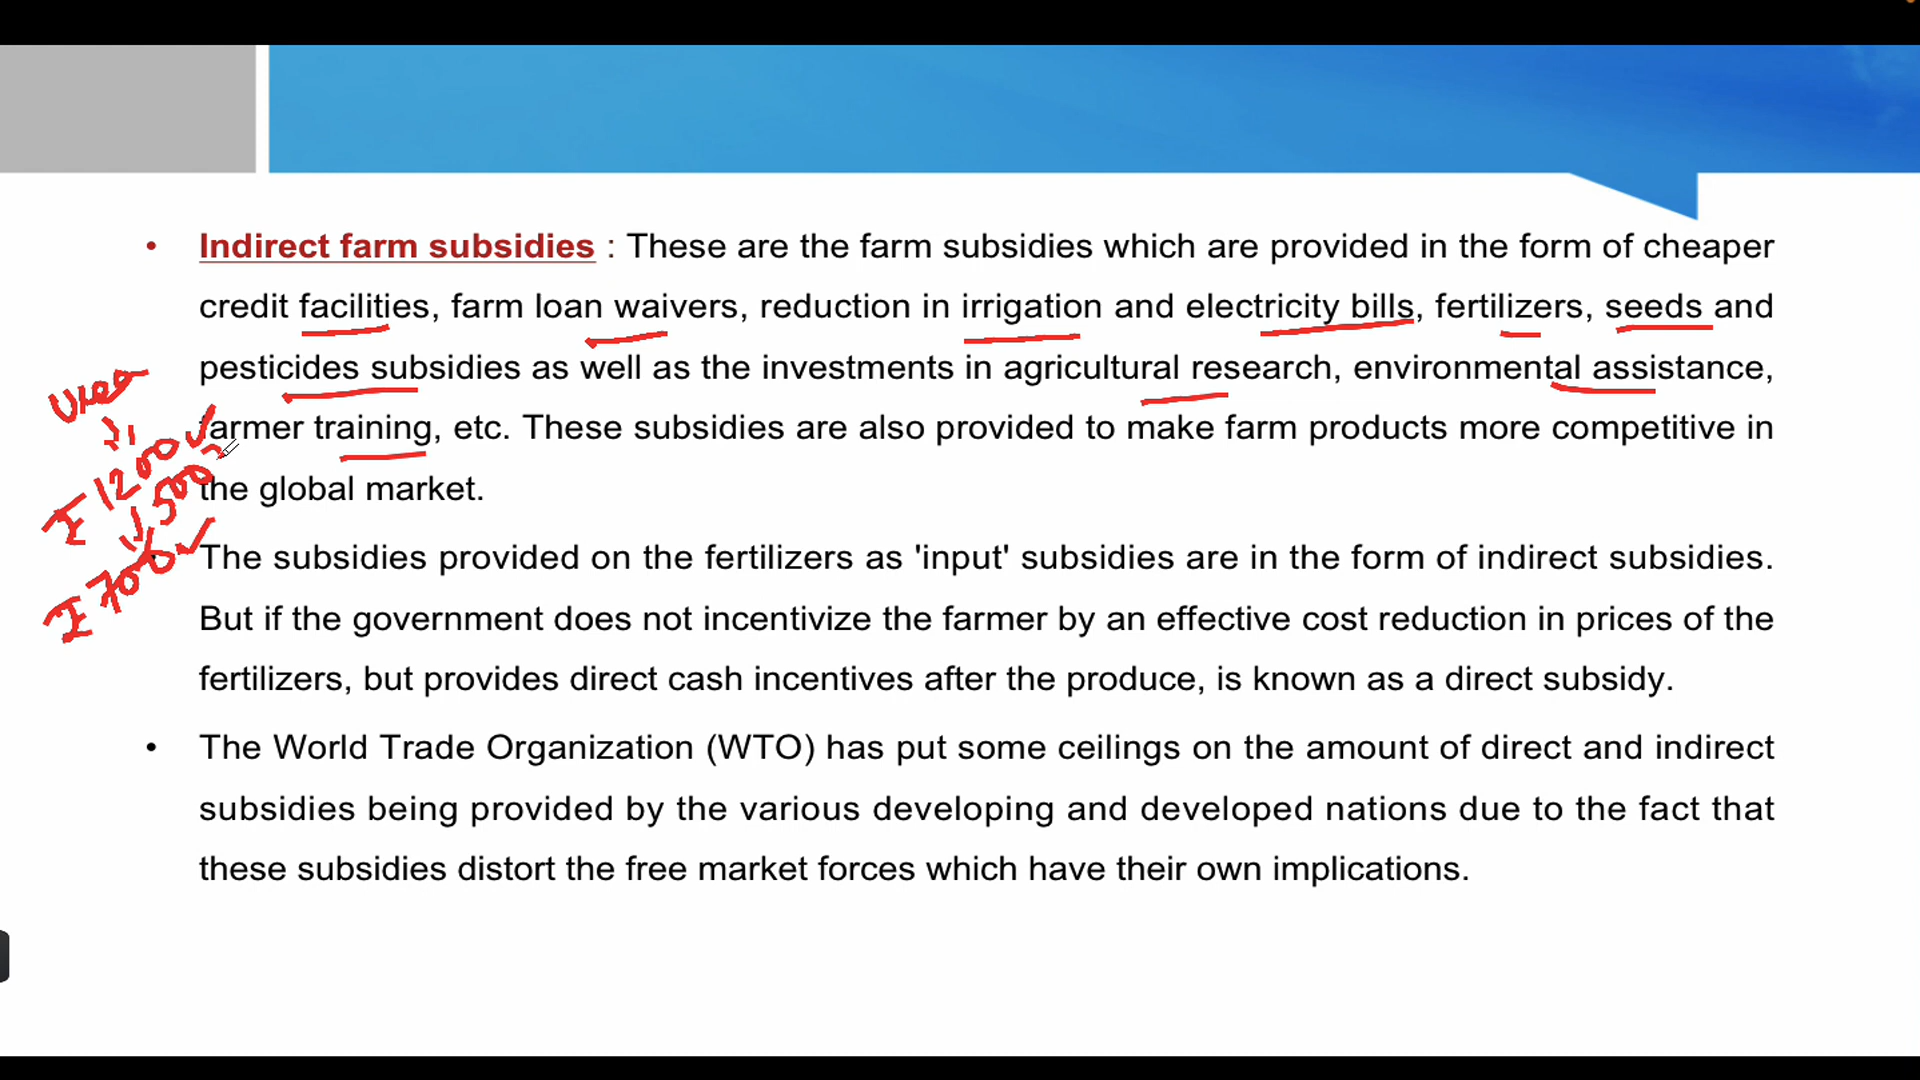 • Indirect farm subsidies : These are the farm subsidies which are provided in the form of cheaper
credit facilities, farm loan waivers, reduction in irrigation and electricity bills, fertilizers, seeds and
pesticides subsidies as well as the investments in agricultural research, environmental assistance,
farmer training, etc. These subsidies are also provided to make farm products more competitive in
the global market.
The subsidies provided on the fertilizers as 'input' subsidies are in the form of indirect subsidies.
But if the government does not incentivize the farmer by an effective cost reduction in prices of the
fertilizers, but provides direct cash incentives after the produce, is known as a direct subsidy.
• The World Trade Organization (WTO) has put some ceilings on the amount of direct and indirect
subsidies being provided by the various developing and developed nations due to the fact that
these subsidies distort the free market forces which have their own implications.
Urea
₹ 1200
500
₹ 700